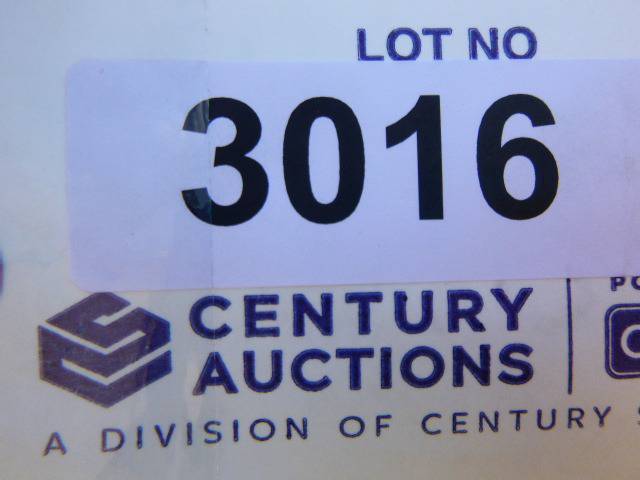 LOT NO
3016
CENTURY
AUCTIONS
A DIVISION OF CENTURY